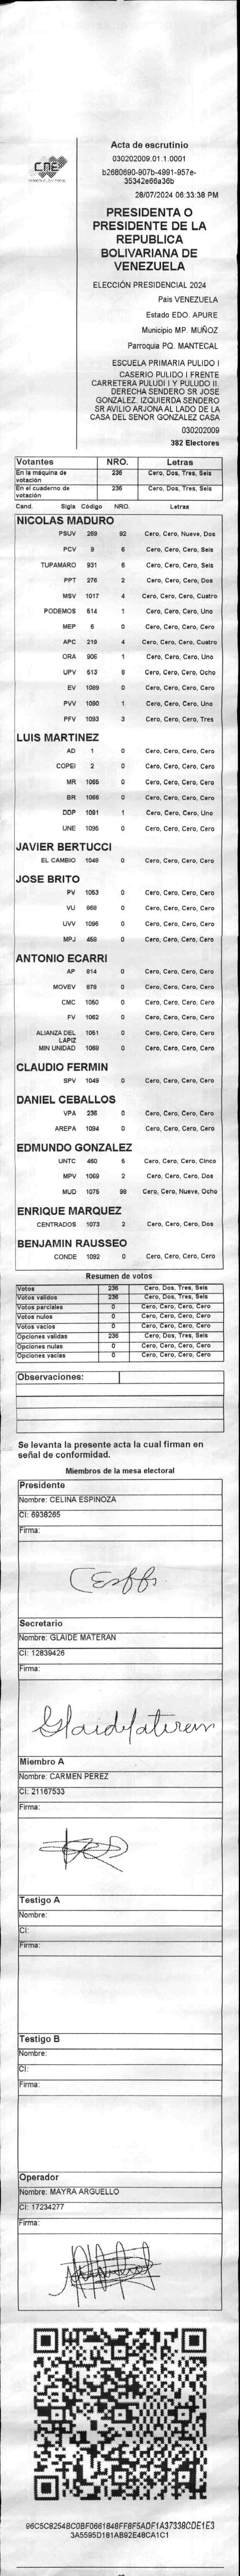 CNE
Acta de escrutinio
030202009.01.1.0001
b2680690-907b-4991-957e-
35342e66a36b
28/07/2024 06:33:38 PM
PRESIDENTA O
PRESIDENTE DE LA
REPUBLICA
BOLIVARIANA DE
VENEZUELA
ELECCIÓN PRESIDENCIAL 2024
País VENEZUELA
Estado EDO. APURE
Municipio MP. MUÑOZ
Parroquia PQ. MANTECAL
ESCUELA PRIMARIA PULIDO I
CASERIO PULIDO I FRENTE
CARRETERA PULUDI I Y PULIDO II.
DERECHA SENDERO SR JOSE
GONZALEZ. IZQUIERDA SENDERO
SR AVILIO ARJONA AL LADO DE LA
CASA DEL SENOR GONZALEZ CASA
030202009
382 Electores
Votantes NRO. Letras
En la máquina de votación 236 Cero, Dos, Tres, Seis
En el cuaderno de votación 236 Cero, Dos, Tres, Seis
Cand. Sigla Código NRO. Letras
NICOLAS MADURO
PSUV 269 92 Cero, Cero, Nueve, Dos
PCV 9 6 Cero, Cero, Cero, Seis
TUPAMARO 931 6 Cero, Cero, Cero, Seis
PPT 276 2 Cero, Cero, Cero, Dos
MSV 1017 4 Cero, Cero, Cero, Cuatro
PODEMOS 514 1 Cero, Cero, Cero, Uno
MEP 6 0 Cero, Cero, Cero, Cero
APC 219 4 Cero, Cero, Cero, Cuatro
ORA 906 1 Cero, Cero, Cero, Uno
UPV 513 8 Cero, Cero, Cero, Ocho
EV 1089 0 Cero, Cero, Cero, Cero
PVV 1090 1 Cero, Cero, Cero, Uno
PFV 1093 3 Cero, Cero, Cero, Tres
LUIS MARTINEZ
AD 1 0 Cero, Cero, Cero, Cero
COPEI 2 0 Cero, Cero, Cero, Cero
MR 1065 0 Cero, Cero, Cero, Cero
BR 1066 0 Cero, Cero, Cero, Cero
DDP 1091 1 Cero, Cero, Cero, Uno
UNE 1095 0 Cero, Cero, Cero, Cero
JAVIER BERTUCCI
EL CAMBIO 1048 0 Cero, Cero, Cero, Cero
JOSE BRITO
PV 1053 0 Cero, Cero, Cero, Cero
VU 868 0 Cero, Cero, Cero, Cero
UVV 1096 0 Cero, Cero, Cero, Cero
MPJ 458 0 Cero, Cero, Cero, Cero
ANTONIO ECARRI
AP 814 0 Cero, Cero, Cero, Cero
MOVEV 878 0 Cero, Cero, Cero, Cero
CMC 1050 0 Cero, Cero, Cero, Cero
FV 1062 0 Cero, Cero, Cero, Cero
ALIANZA DEL LAPIZ 1051 0 Cero, Cero, Cero, Cero
MIN UNIDAD 1068 0 Cero, Cero, Cero, Cero
CLAUDIO FERMIN
SPV 1049 0 Cero, Cero, Cero, Cero
DANIEL CEBALLOS
VPA 236 0 Cero, Cero, Cero, Cero
AREPA 1094 0 Cero, Cero, Cero, Cero
EDMUNDO GONZALEZ
UNTC 460 5 Cero, Cero, Cero, Cinco
MPV 1069 2 Cero, Cero, Cero, Dos
MUD 1075 98 Cero, Cero, Nueve, Ocho
ENRIQUE MARQUEZ
CENTRADOS 1073 2 Cero, Cero, Cero, Dos
BENJAMIN RAUSSEO
CONDE 1092 0 Cero, Cero, Cero, Cero
Resumen de votos
Votos 236 Cero, Dos, Tres, Seis
Votos validos 236 Cero, Dos, Tres, Seis
Votos parciales 0 Cero, Cero, Cero, Cero
Votos nulos 0 Cero, Cero, Cero, Cero
Votos vacios 0 Cero, Cero, Cero, Cero
Opciones validas 236 Cero, Dos, Tres, Seis
Opciones nulas 0 Cero, Cero, Cero, Cero
Opciones vacias 0 Cero, Cero, Cero, Cero
Observaciones:
Se levanta la presente acta la cual firman en
señal de conformidad.
Miembros de la mesa electoral
Presidente
Nombre: CELINA ESPINOZA
CI: 6938265
Firma:
Secretario
Nombre: GLAIDE MATERAN
CI: 12839426
Firma:
Miembro A
Nombre: CARMEN PEREZ
CI: 21167533
Firma:
Testigo A
Nombre:
CI:
Firma:
Testigo B
Nombre:
CI:
Firma:
Operador
Nombre: MAYRA ARGUELLO
CI: 17234277
Firma:
96C5C8254BC0BF0661B48FF8F5ADF1A37338CDE1E3
3A5595D181AB92E48CA1C1